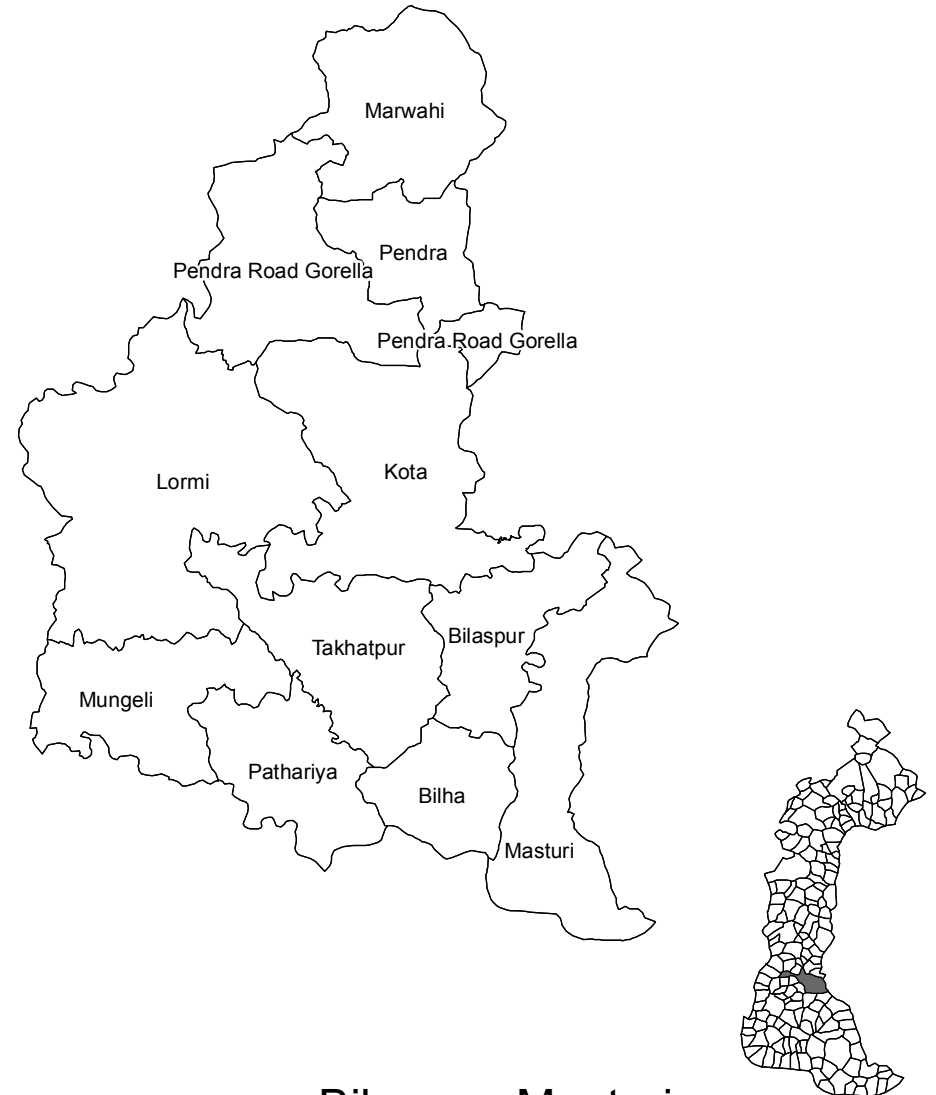 Marwahi
Pendra
Pendra Road Gorella
Pendra Road Gorella
Kota
Lormi
Bilaspur
Takhatpur
Mungeli
Pathariya
Bilha
Masturi